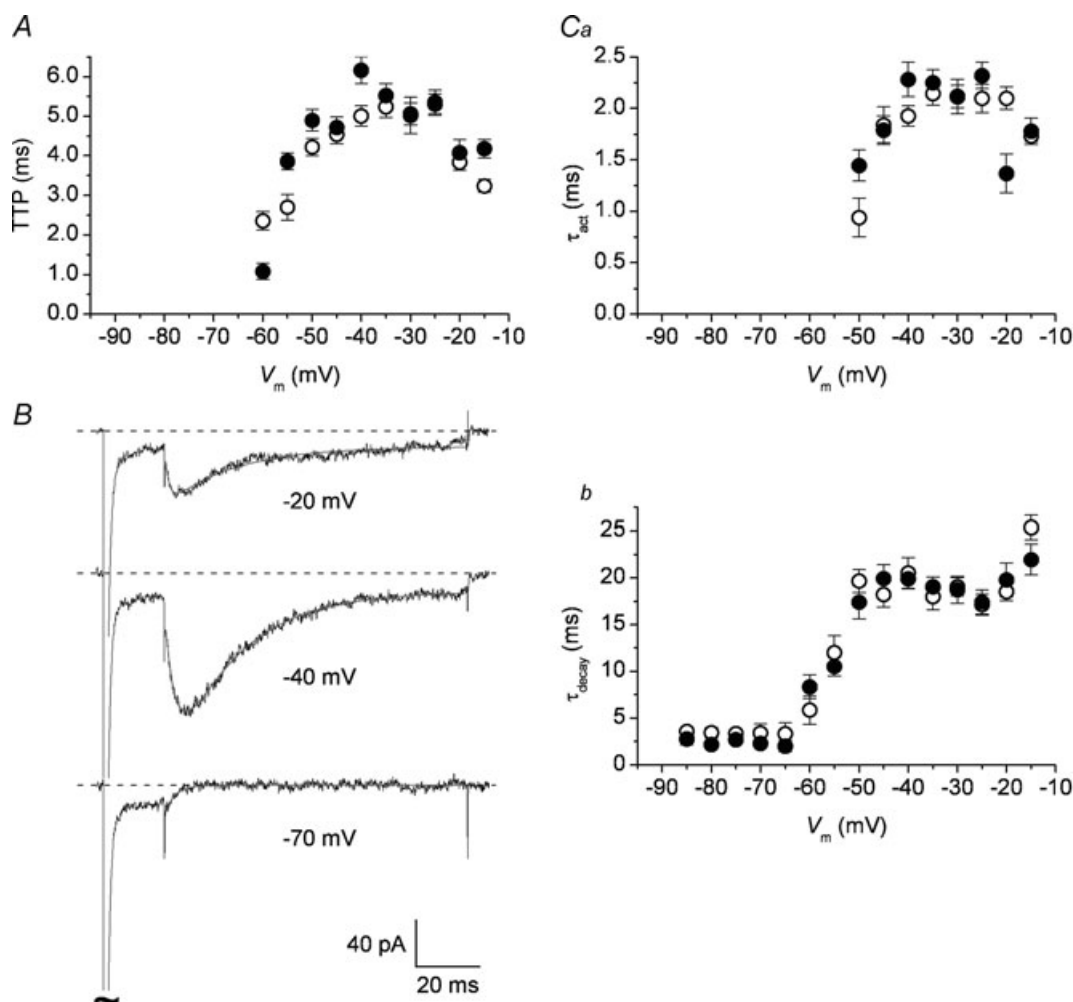 A
TTP (ms)
6.0
5.0
4.0
3.0
2.0
1.0
0.0
-90 -80 -70 -60 -50 -40 -30 -20 -10
Vm (mV)
Ca
τact (ms)
2.5
2.0
1.5
1.0
0.5
0.0
-90 -80 -70 -60 -50 -40 -30 -20 -10
Vm (mV)
B
-20 mV
-40 mV
-70 mV
40 pA
20 ms
≈
b
τdecay (ms)
25
20
15
10
5
0
-90 -80 -70 -60 -50 -40 -30 -20 -10
Vm (mV)